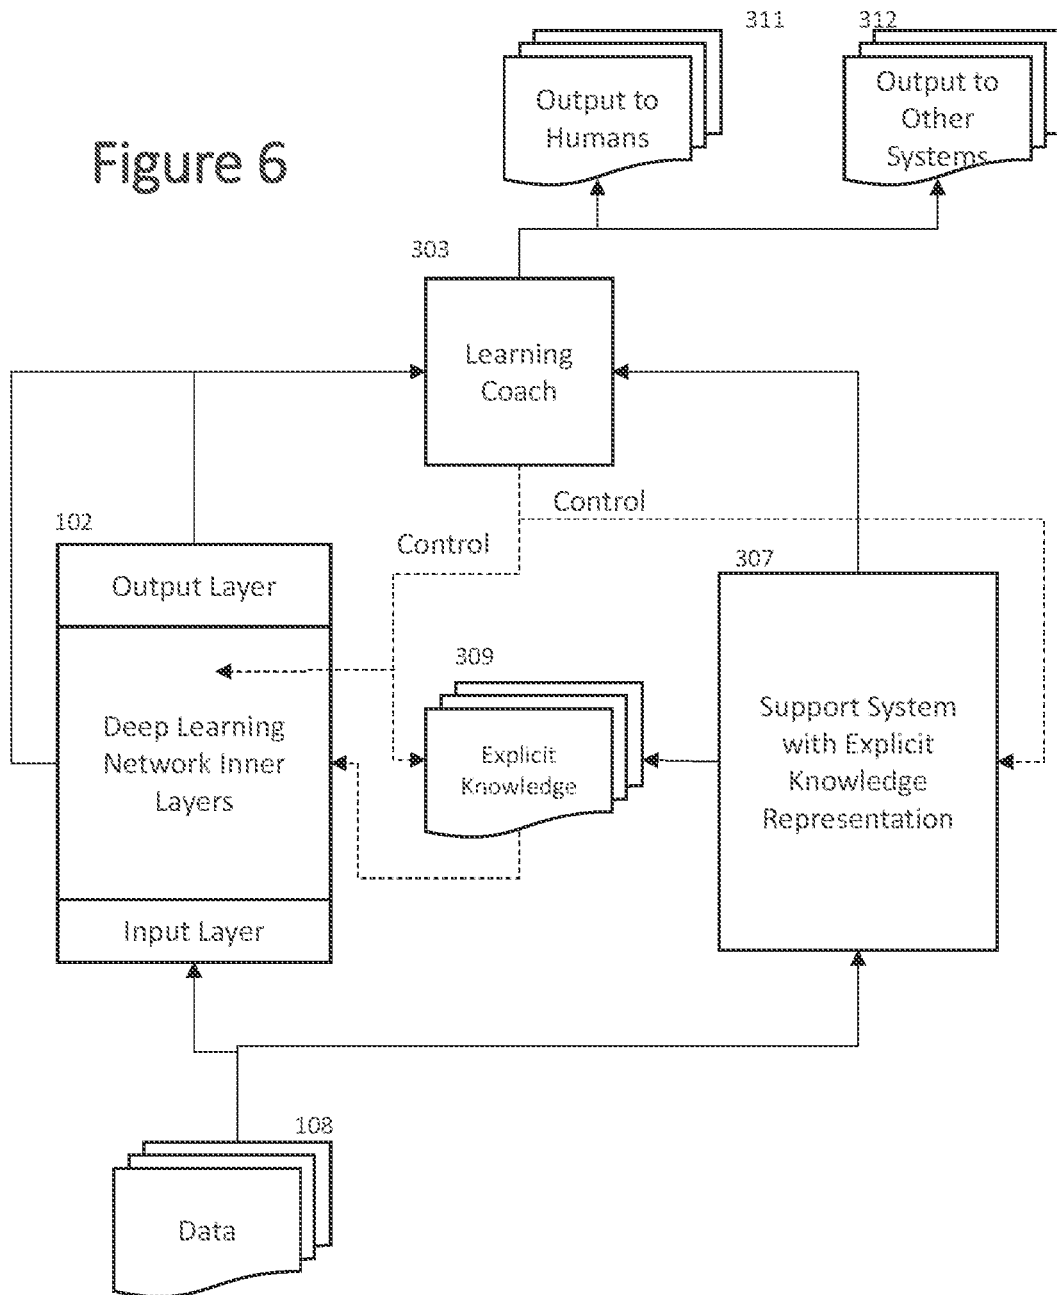 311
312
Output to
Humans
Output to
Other
Systems
Figure 6
303
Learning
Coach
Control
Control
102
307
Output Layer
309
Deep Learning
Network Inner
Layers
Explicit
Knowledge
Support System
with Explicit
Knowledge
Representation
Input Layer
108
Data